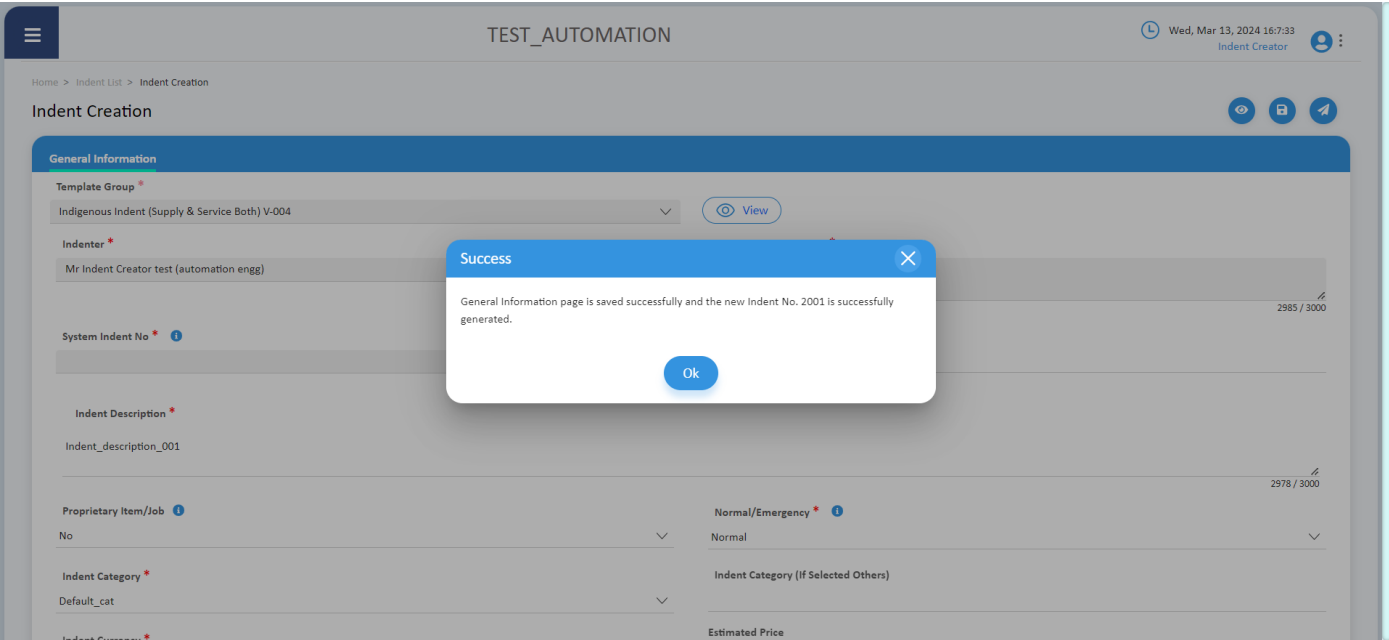 TEST_AUTOMATION
Wed, Mar 13, 2024 16:7:33
Indent Creator
Home > Indent List > Indent Creation
Indent Creation
General Information
Template Group *
Indigenous Indent (Supply & Service Both) V-004
View
Indenter *
*
Mr Indent Creator test (automation engg)
2985 / 3000
Success
General Information page is saved successfully and the new Indent No. 2001 is successfully
generated.
Ok
System Indent No *
Indent Description *
Indent_description_001
2978 / 3000
Proprietary Item/Job
Normal/Emergency *
No
Normal
Indent Category *
Indent Category (If Selected Others)
Default_cat
Indent Currency *
Estimated Price